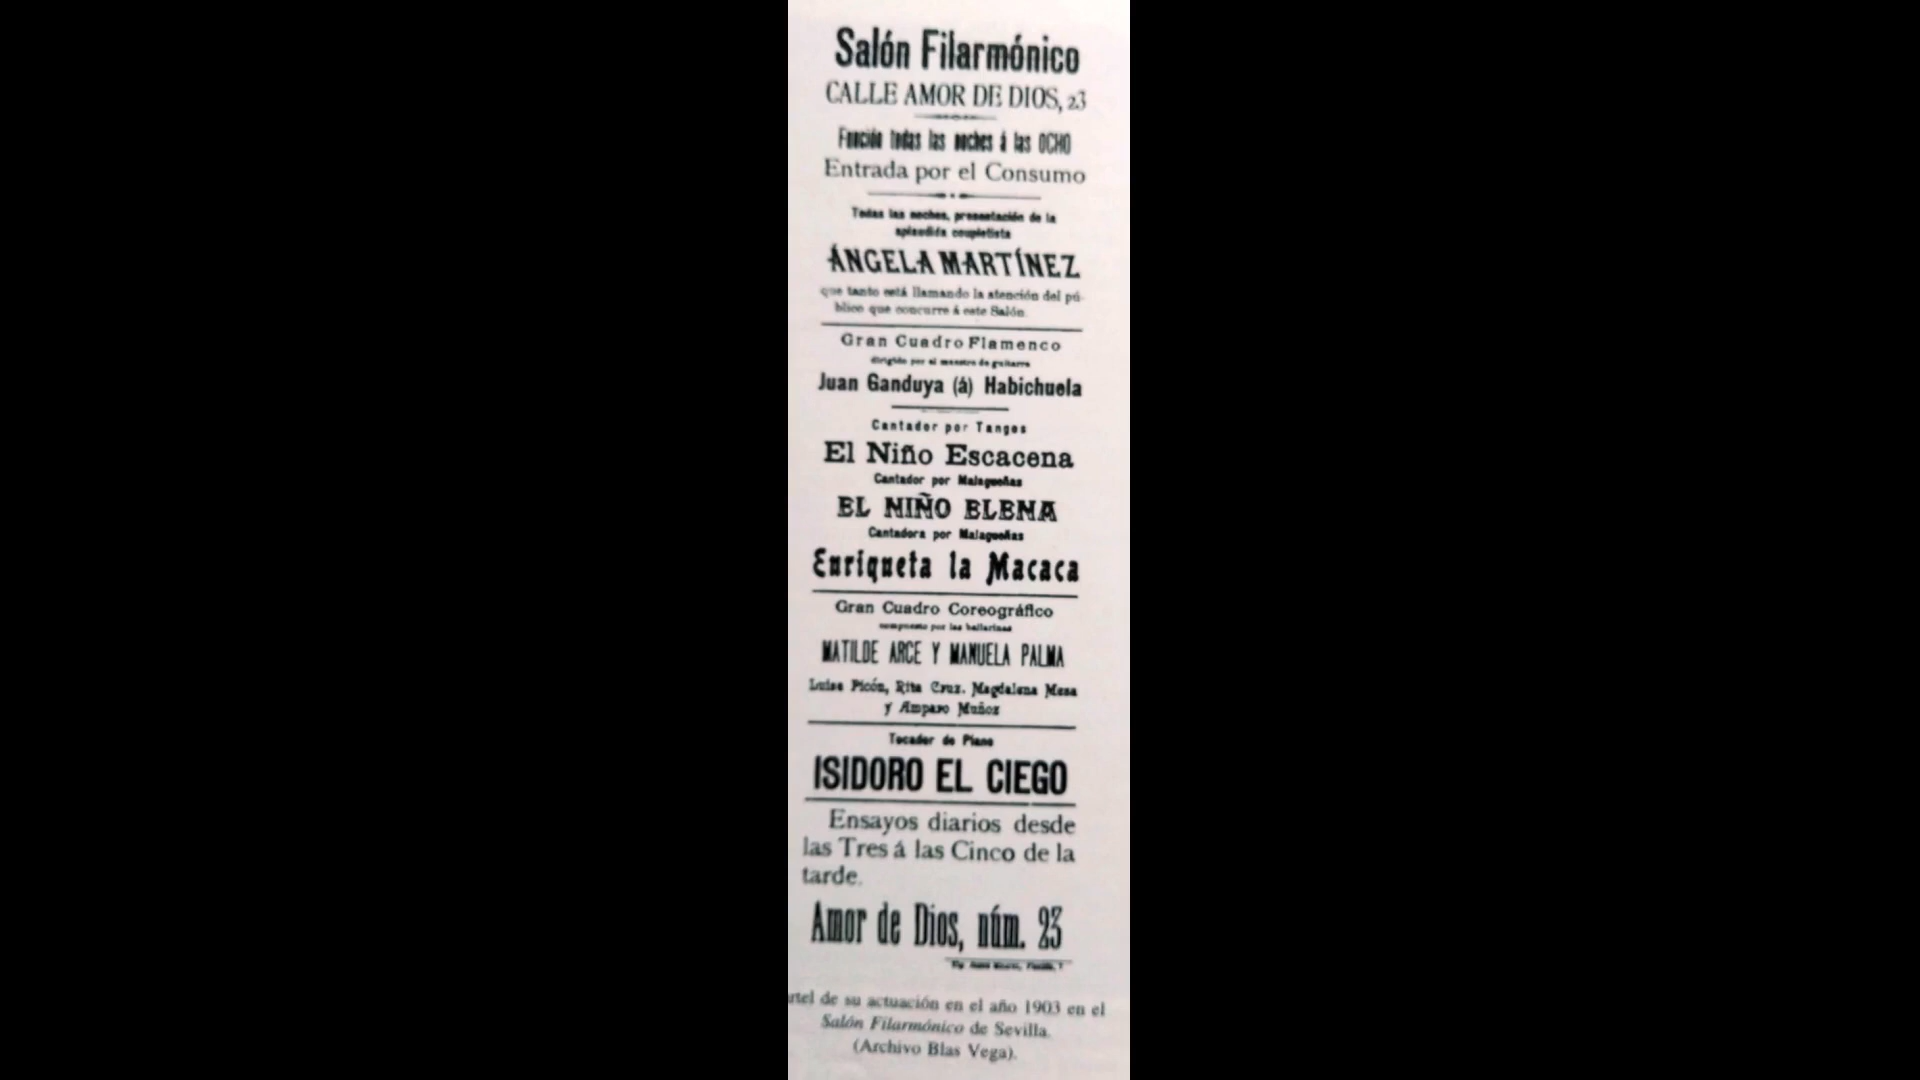 Salón Filarmónico
CALLE AMOR DE DIOS, 23
Función todas las noches á las OCHO
Entrada por el Consumo
Todas las noches, presentación de la
aplaudida coupletista
ÁNGELA MARTÍNEZ
que tanto está llamando la atención del pú-
blico que concurre á este Salón.
Gran Cuadro Flamenco
dirigido por el maestro de guitarra
Juan Ganduya (á) Habichuela
Cantador por Tangos
El Niño Escacena
Cantador por Malagueñas
EL NIÑO ELENA
Cantadora por Malagueñas
Enriqueta la Macaca
Gran Cuadro Coreográfico
compuesto por las bailarinas
MATILDE ARCE Y MANUELA PALMA
Luisa Picón, Rita Cruz. Magdalena Mesa
y Amparo Muñoz
Tocador de Piano
ISIDORO EL CIEGO
Ensayos diarios desde
las Tres á las Cinco de la
tarde.
Amor de Dios, núm. 23
artel de su actuación en el año 1903 en el
Salón Filarmónico de Sevilla.
(Archivo Blas Vega).